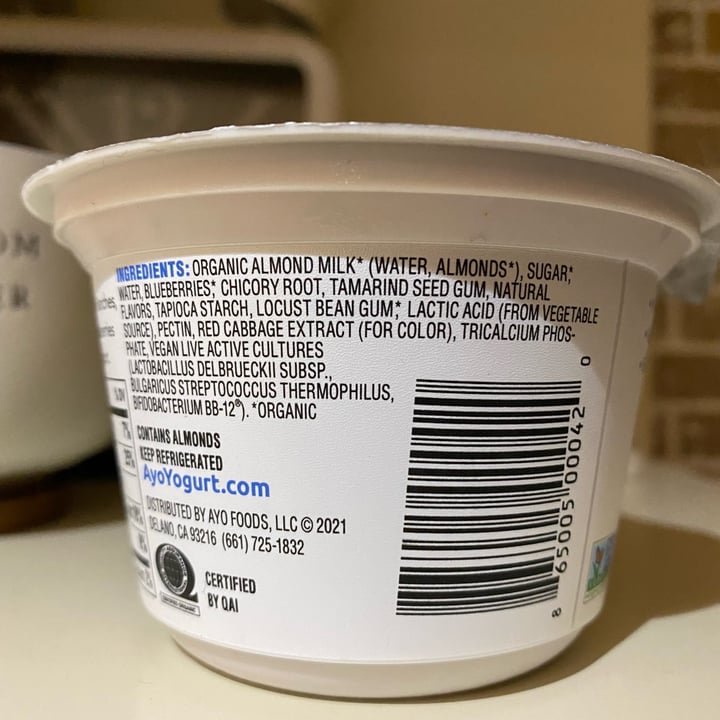 INGREDIENTS: ORGANIC ALMOND MILK* (WATER, ALMONDS*), SUGAR,*
WATER, BLUEBERRIES,* CHICORY ROOT, TAMARIND SEED GUM, NATURAL
FLAVORS, TAPIOCA STARCH, LOCUST BEAN GUM,* LACTIC ACID (FROM VEGETABLE
SOURCE), PECTIN, RED CABBAGE EXTRACT (FOR COLOR), TRICALCIUM PHOS-
PHATE, VEGAN LIVE ACTIVE CULTURES
(LACTOBACILLUS DELBRUECKII SUBSP.,
BULGARICUS STREPTOCOCCUS THERMOPHILUS,
BIFIDOBACTERIUM BB-12®). *ORGANIC
CONTAINS ALMONDS
KEEP REFRIGERATED
AyoYogurt.com
DISTRIBUTED BY AYO FOODS, LLC © 2021
DELANO, CA 93216 (661) 725-1832
CERTIFIED
BY QAI
8 65005 00042 0